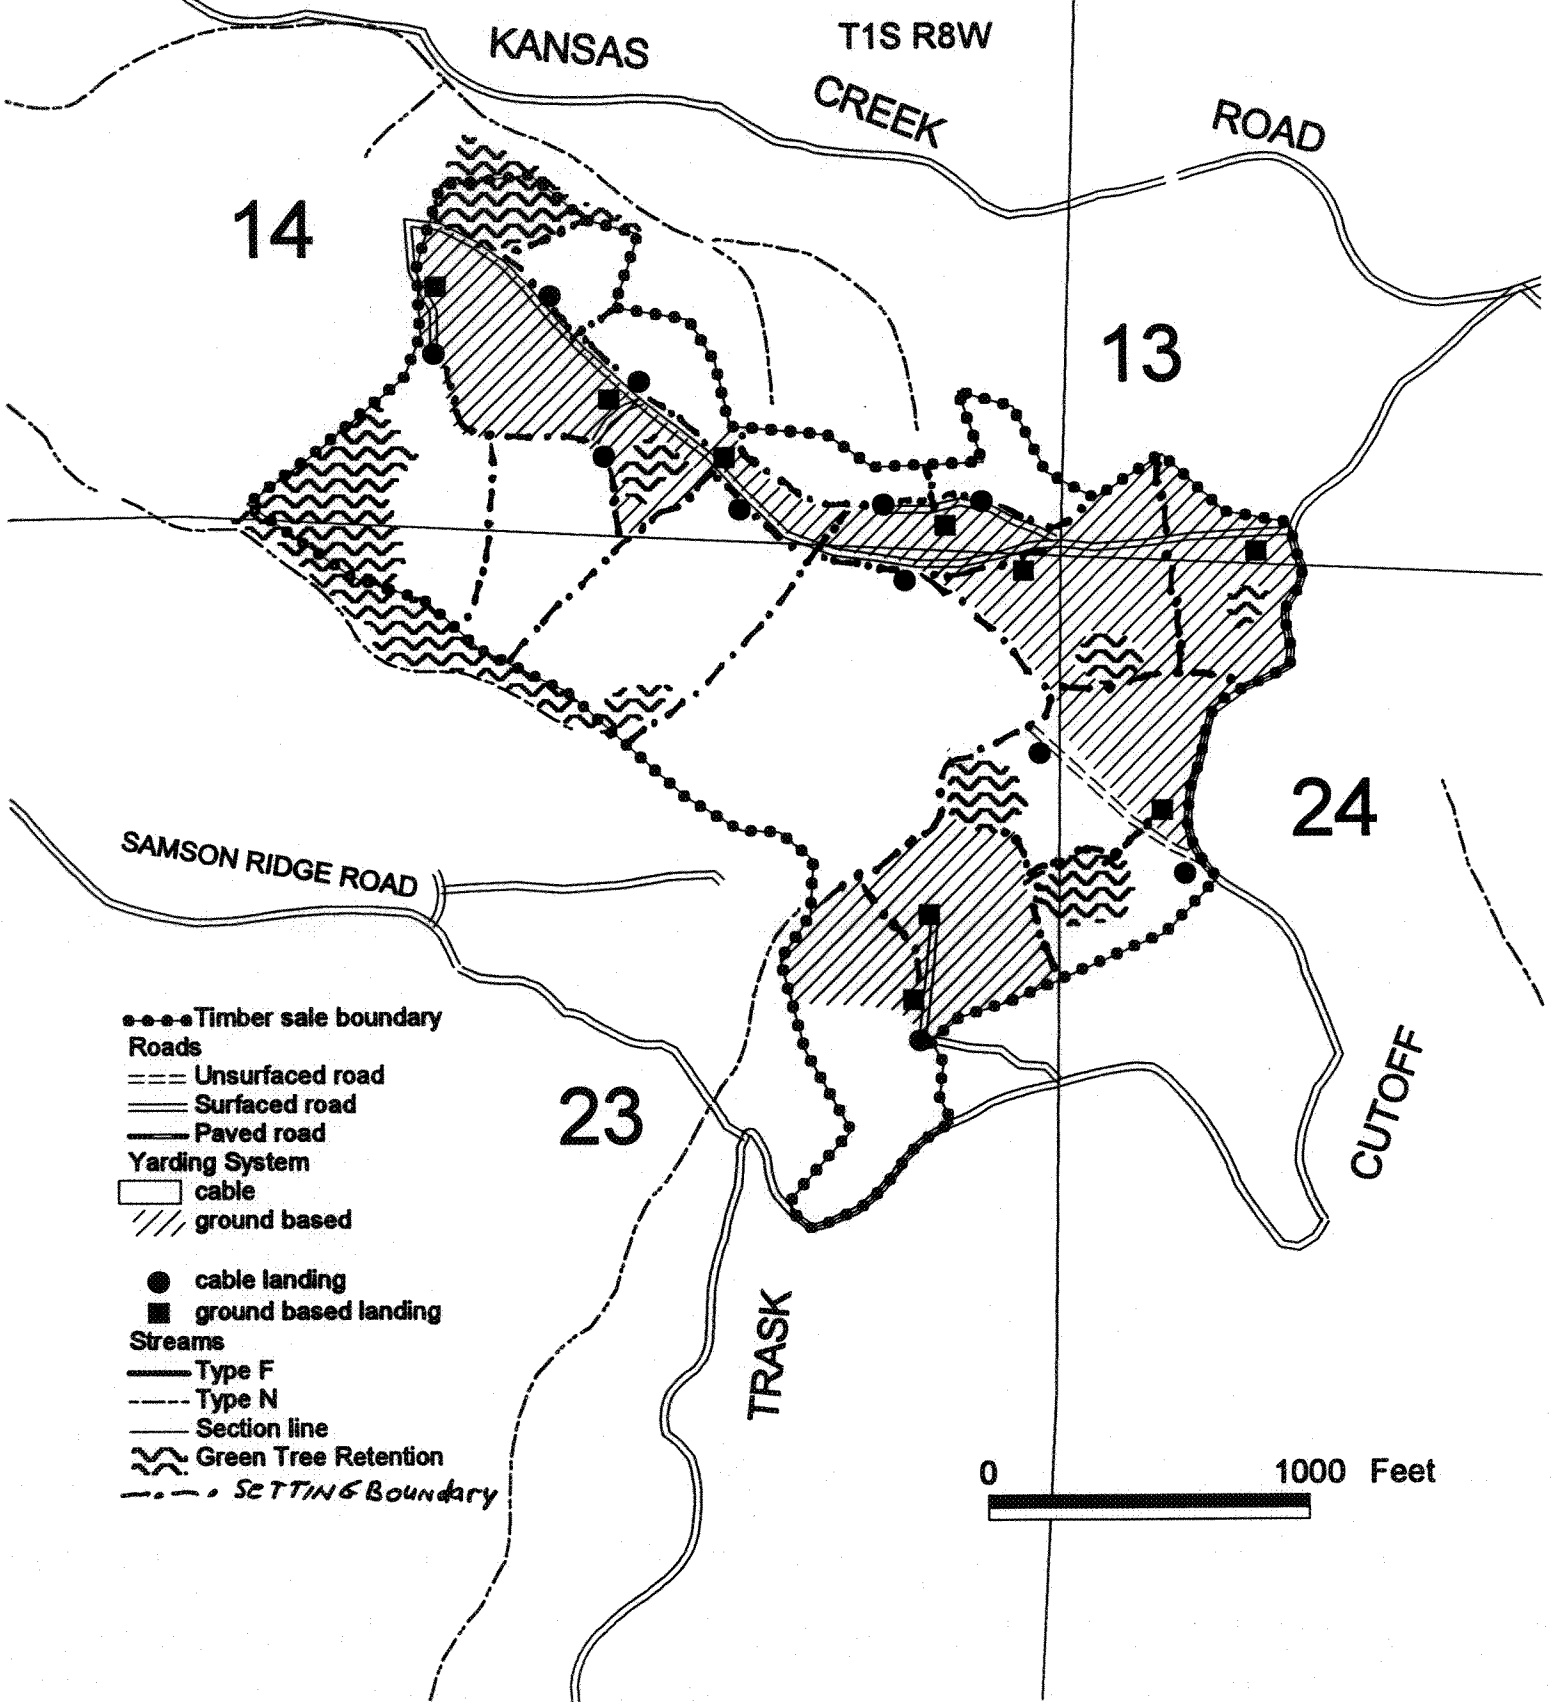 T1S R8W
KANSAS
CREEK
ROAD
14
13
24
SAMSON RIDGE ROAD
23
CUTOFF
TRASK
Timber sale boundary
Roads
Unsurfaced road
Surfaced road
Paved road
Yarding System
cable
ground based
cable landing
ground based landing
Streams
Type F
Type N
Section line
Green Tree Retention
SETTING Boundary
0 1000 Feet